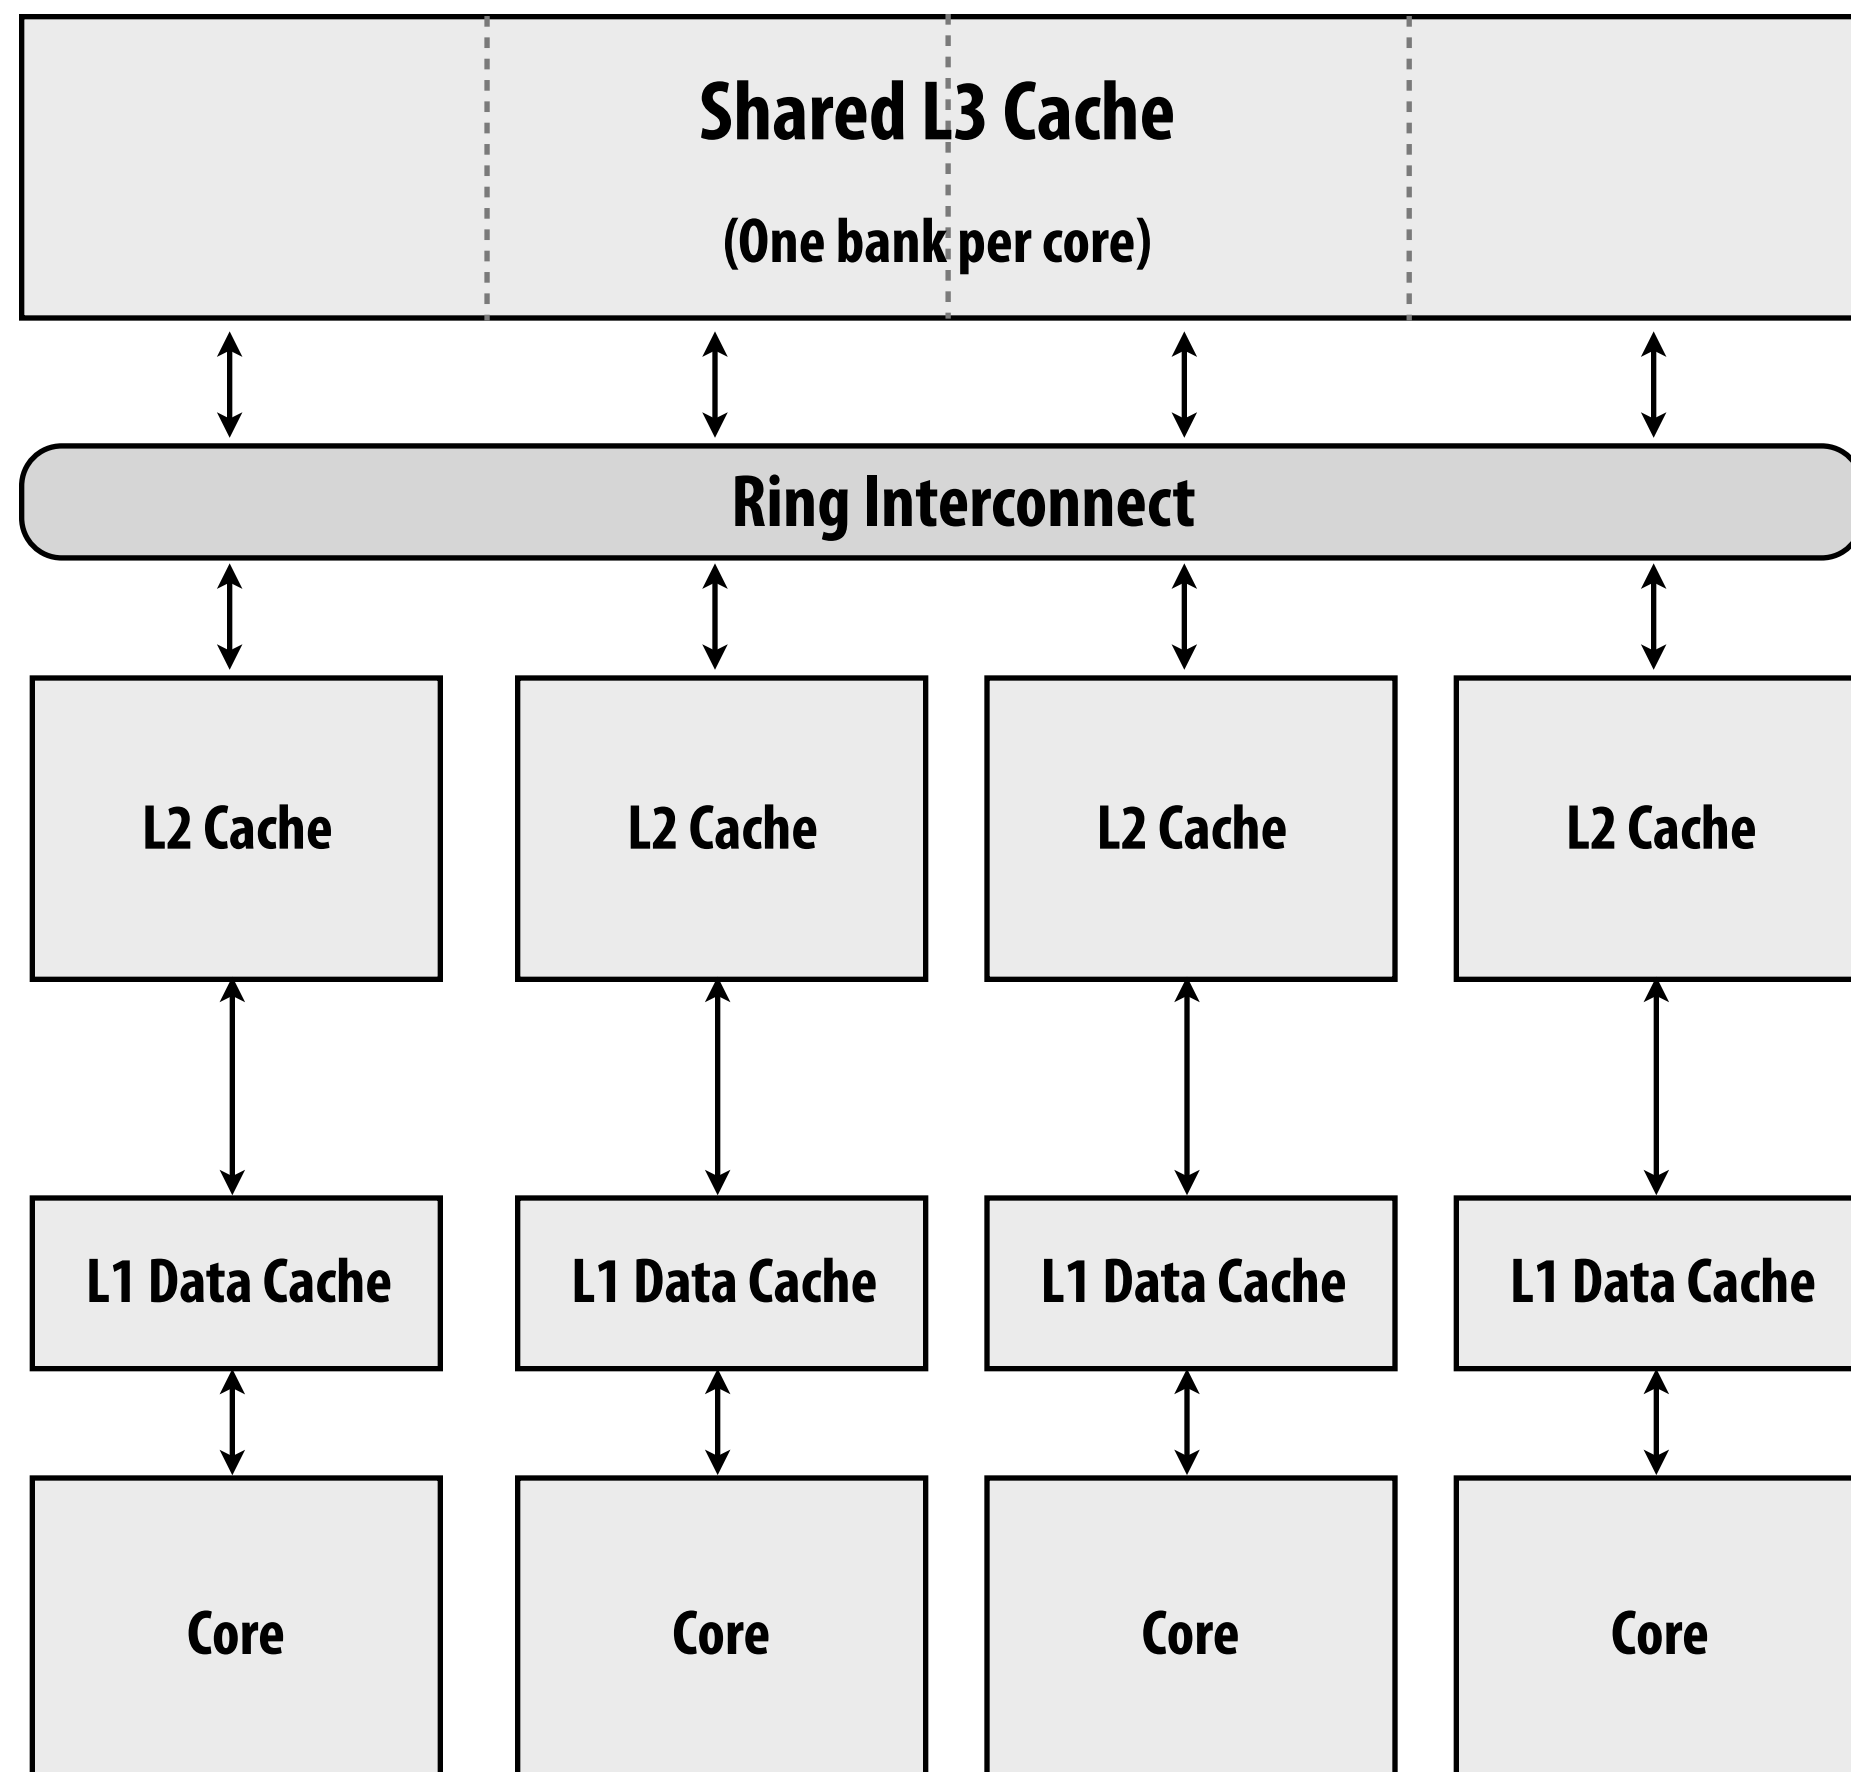 Shared L3 Cache
(One bank per core)
Ring Interconnect
L2 Cache
L2 Cache
L2 Cache
L2 Cache
L1 Data Cache
L1 Data Cache
L1 Data Cache
L1 Data Cache
Core
Core
Core
Core